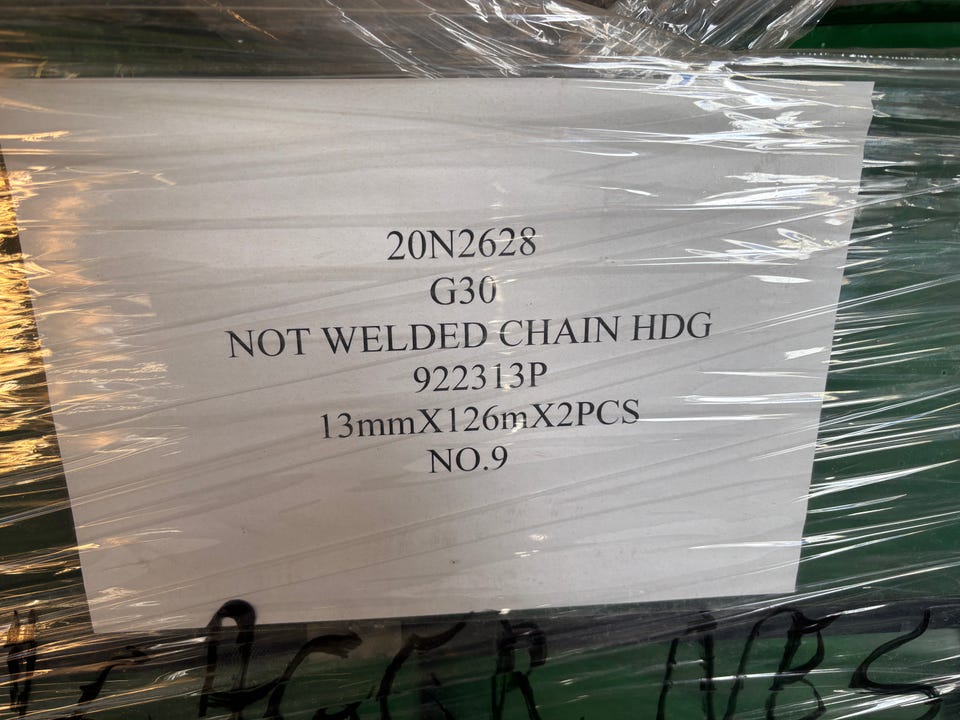 20N2628
G30
NOT WELDED CHAIN HDG
922313P
13mmX126mX2PCS
NO.9